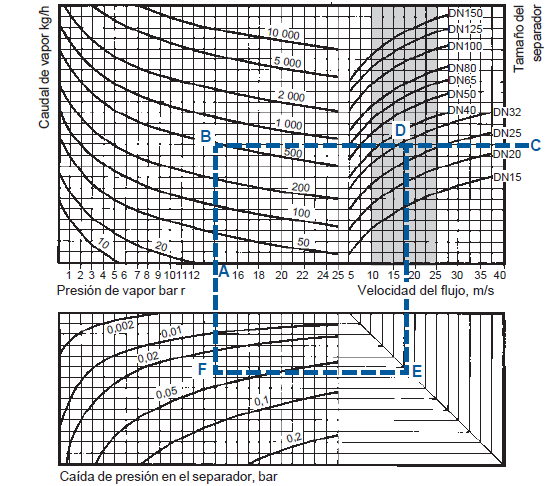 Caudal de vapor kg/h
10 000
5 000
2 000
1 000
500
200
100
50
20
10
DN150
DN125
DN100
DN80
DN65
DN50
DN40
DN32
DN25
DN20
DN15
Tamaño del
separador
B
D
C
A
1 2 3 4 5 6 7 8 9 10 11 12 16 18 20 22 24 25 5 10 15 20 25 30 35 40
Presión de vapor bar r
Velocidad del flujo, m/s
0,002
0,01
0,02
0,05
0,1
0,2
F
E
Caída de presión en el separador, bar